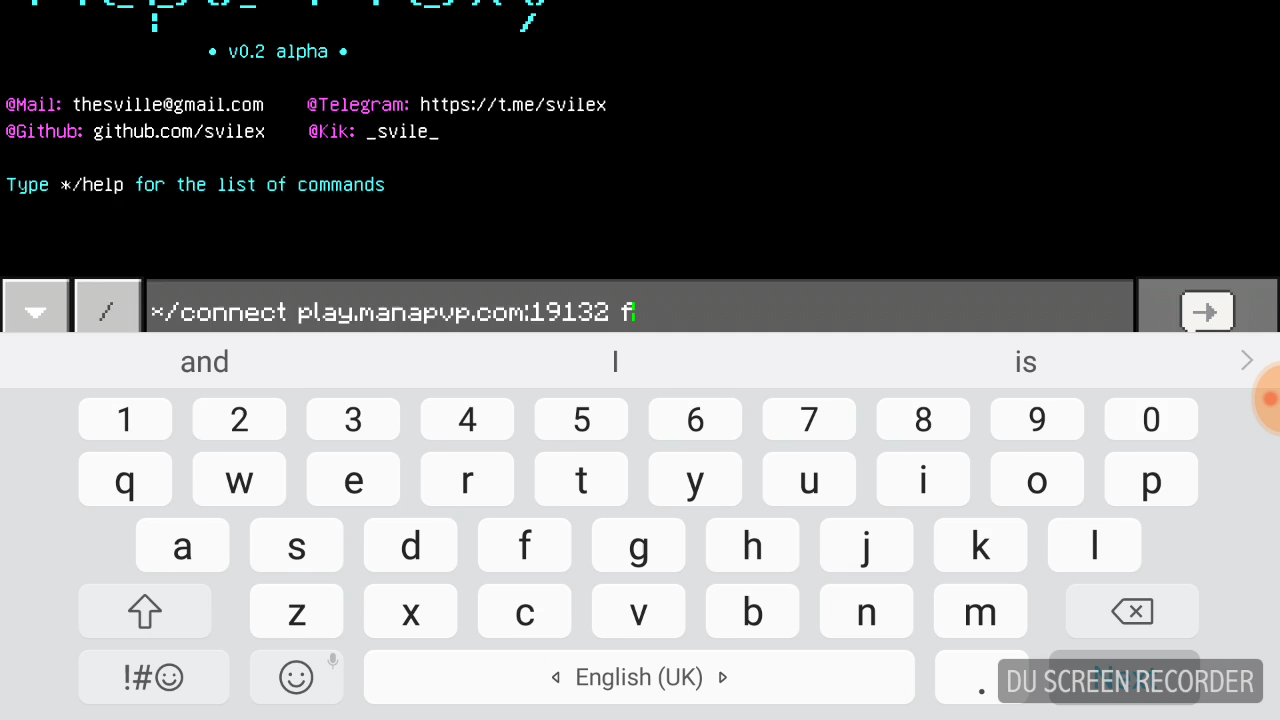 • v0.2 alpha •
@Mail: thesville@gmail.com @Telegram: https://t.me/svilex
@Github: github.com/svilex @Kik: _svile_
Type */help for the list of commands
/ */connect play.manapvp.com:19132 f
and I is
1 2 3 4 5 6 7 8 9 0
q w e r t y u i o p
a s d f g h j k l
z x c v b n m
!#☺ English (UK) .
DU SCREEN RECORDER